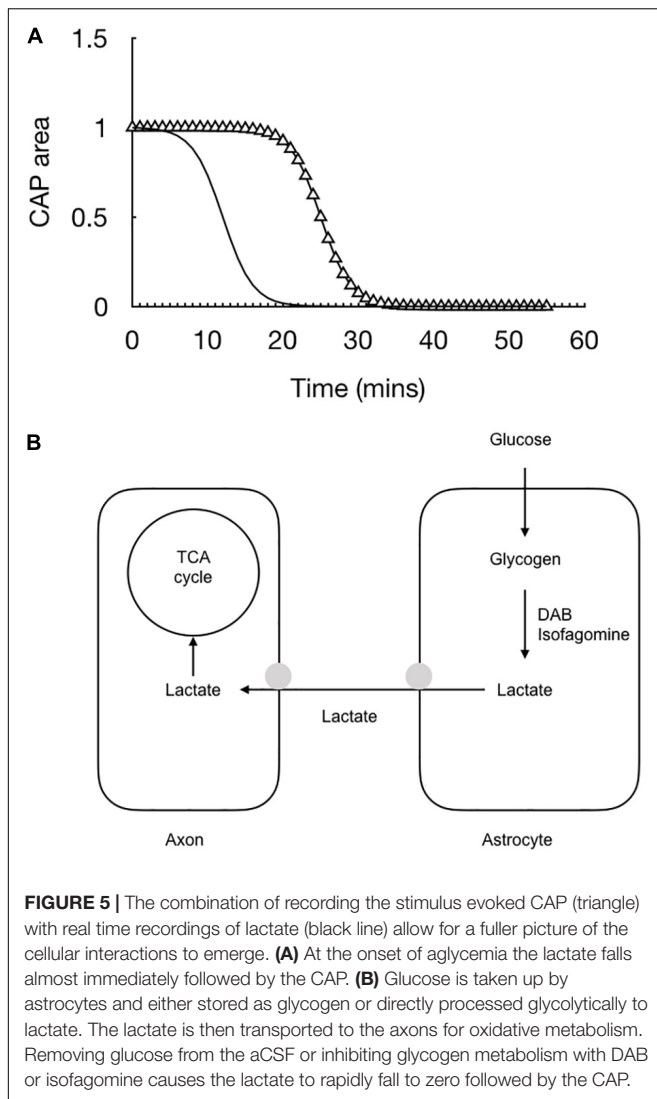 A
1.5
1
0.5
0
CAP area
0 10 20 30 40 50 60
Time (mins)
B
Glucose
Glycogen
DAB
Isofagomine
Lactate
TCA
cycle
Lactate
Lactate
Axon
Astrocyte
FIGURE 5 | The combination of recording the stimulus evoked CAP (triangle)
with real time recordings of lactate (black line) allow for a fuller picture of the
cellular interactions to emerge. (A) At the onset of aglycemia the lactate falls
almost immediately followed by the CAP. (B) Glucose is taken up by
astrocytes and either stored as glycogen or directly processed glycolytically to
lactate. The lactate is then transported to the axons for oxidative metabolism.
Removing glucose from the aCSF or inhibiting glycogen metabolism with DAB
or isofagomine causes the lactate to rapidly fall to zero followed by the CAP.